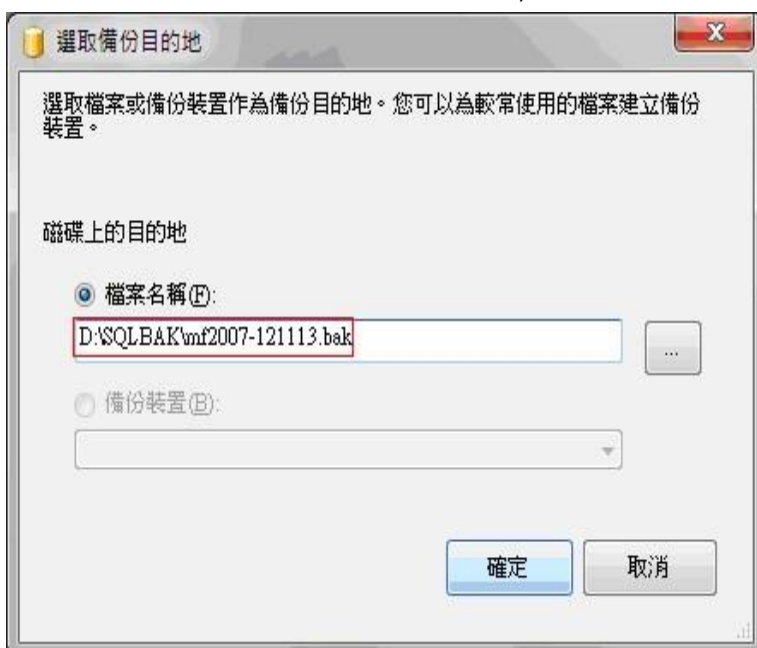 選取備份目的地
選取檔案或備份裝置作為備份目的地。您可以為較常使用的檔案建立備份
裝置。
磁碟上的目的地
檔案名稱(F):
D:\SQLBAK\mf2007-121113.bak
...
備份裝置(B):
確定
取消